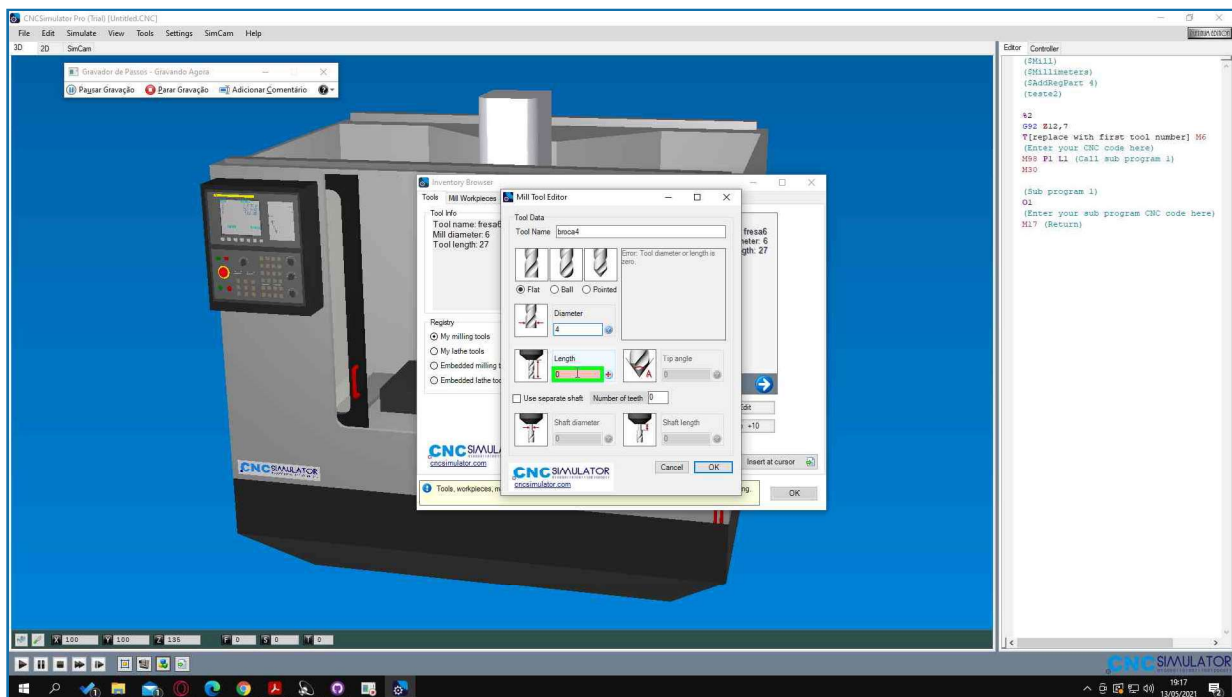 CNCSimulator Pro (Trial) [Untitled.CNC]
File Edit Simulate View Tools Settings SimCam Help
3D 2D SimCam
Gravador de Passos - Gravando Agora
Pausar Gravação Parar Gravação Adicionar Comentário
Inventory Browser
Tools Mill Workpieces
Tool Info
Tool name: fresa6
Mill diameter: 6
Tool length: 27
Registry
My milling tools
My lathe tools
Embedded milling
Embedded lathe
CNCSIMULA
cncsimulator.com
Tools, workpieces,
Mill Tool Editor
Tool Data
Tool Name broca4
Error: Tool diameter or length is zero.
Flat Ball Pointed
Diameter
4
Length
0
Tip angle
0
Use separate shaft Number of teeth 0
Shaft diameter
0
Shaft length
0
CNCSIMULATOR
cncsimulator.com
Cancel OK
fresa6
eter: 6
gth: 27
Edit
+10
Insert at cursor
ng.
OK
CNCSIMULATOR
X 100 Y 100 Z 135 F 0 S 0 T 0
Editor Controller
($Mill)
($Millimeters)
($AddRegPart 4)
(teste2)
%2
G92 Z12,7
T[replace with first tool number] M6
(Enter your CNC code here)
M98 P1 L1 (Call sub program 1)
M30
(Sub program 1)
O1
(Enter your sub program CNC code here)
M17 (Return)
CNCSIMULATOR
19:17
13/05/2021